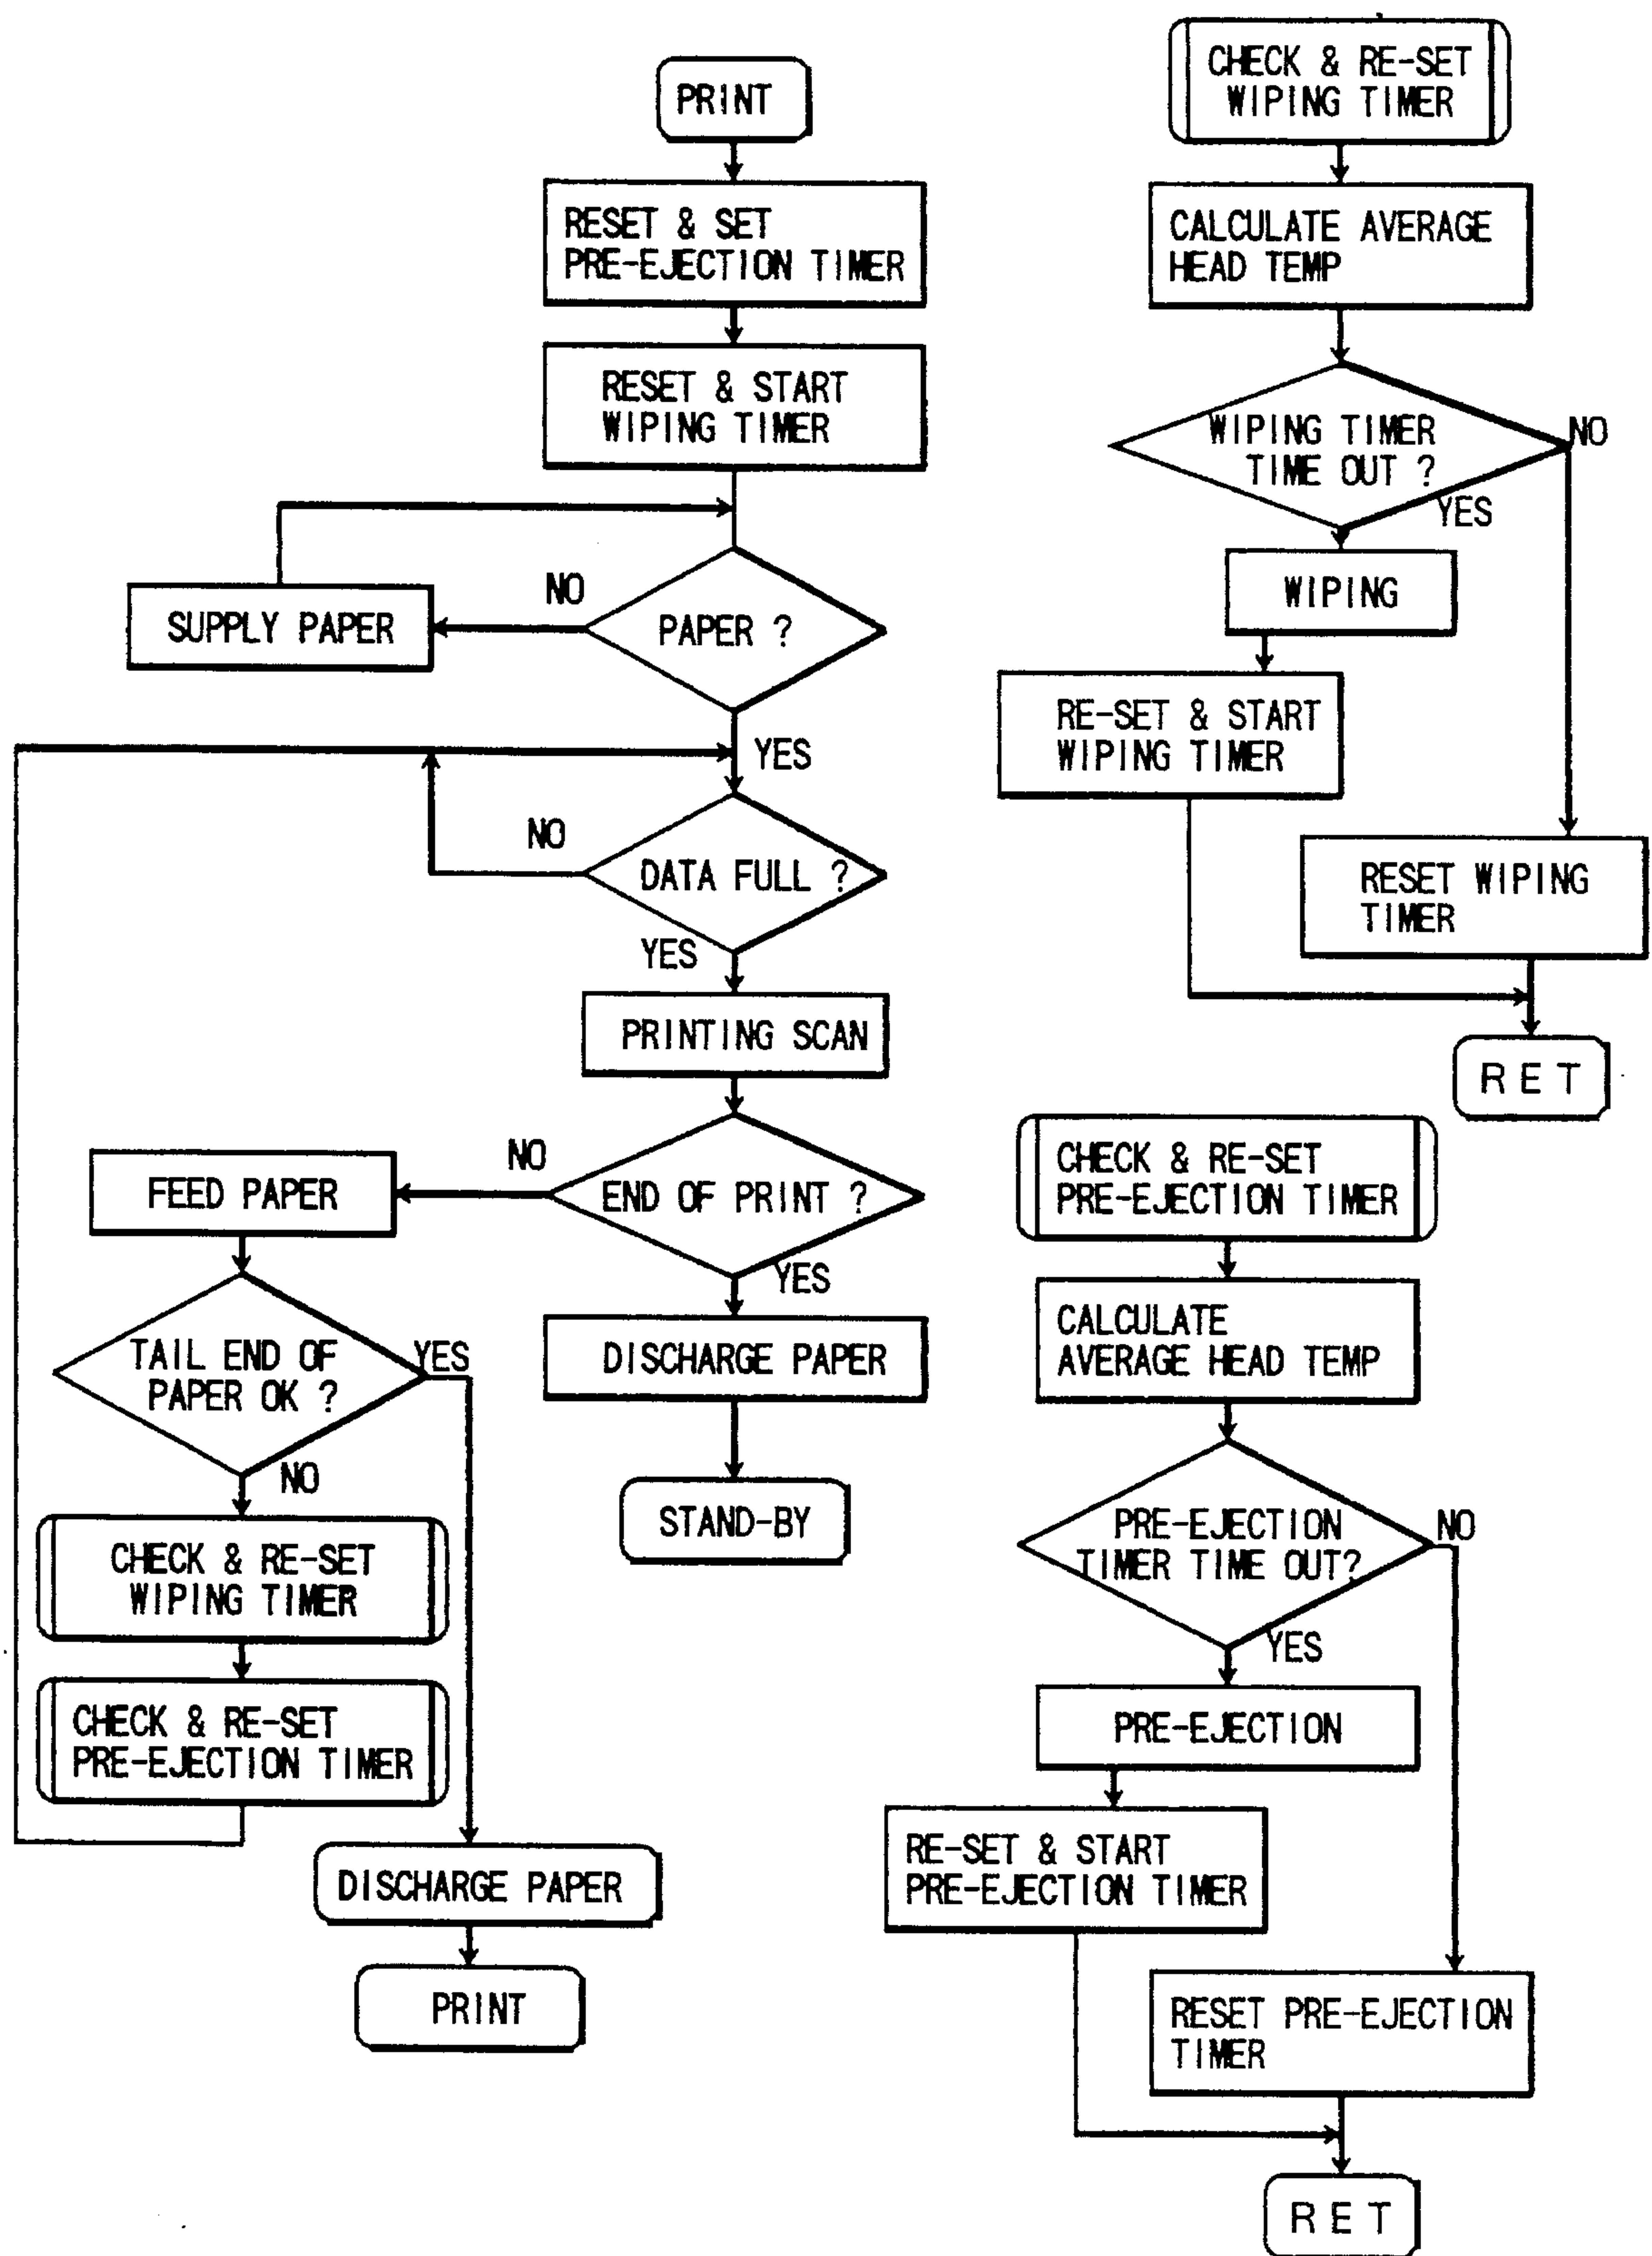 PRINT
RESET & SET
PRE-EJECTION TIMER
RESET & START
WIPING TIMER
NO
SUPPLY PAPER
PAPER ?
YES
NO
DATA FULL ?
YES
PRINTING SCAN
NO
FEED PAPER
END OF PRINT ?
YES
TAIL END OF
PAPER OK ?
YES
DISCHARGE PAPER
NO
STAND-BY
CHECK & RE-SET
WIPING TIMER
CHECK & RE-SET
PRE-EJECTION TIMER
DISCHARGE PAPER
PRINT
CHECK & RE-SET
WIPING TIMER
CALCULATE AVERAGE
HEAD TEMP
WIPING TIMER
TIME OUT ?
NO
YES
WIPING
RE-SET & START
WIPING TIMER
RESET WIPING
TIMER
RET
CHECK & RE-SET
PRE-EJECTION TIMER
CALCULATE
AVERAGE HEAD TEMP
PRE-EJECTION
TIMER TIME OUT?
NO
YES
PRE-EJECTION
RE-SET & START
PRE-EJECTION TIMER
RESET PRE-EJECTION
TIMER
RET